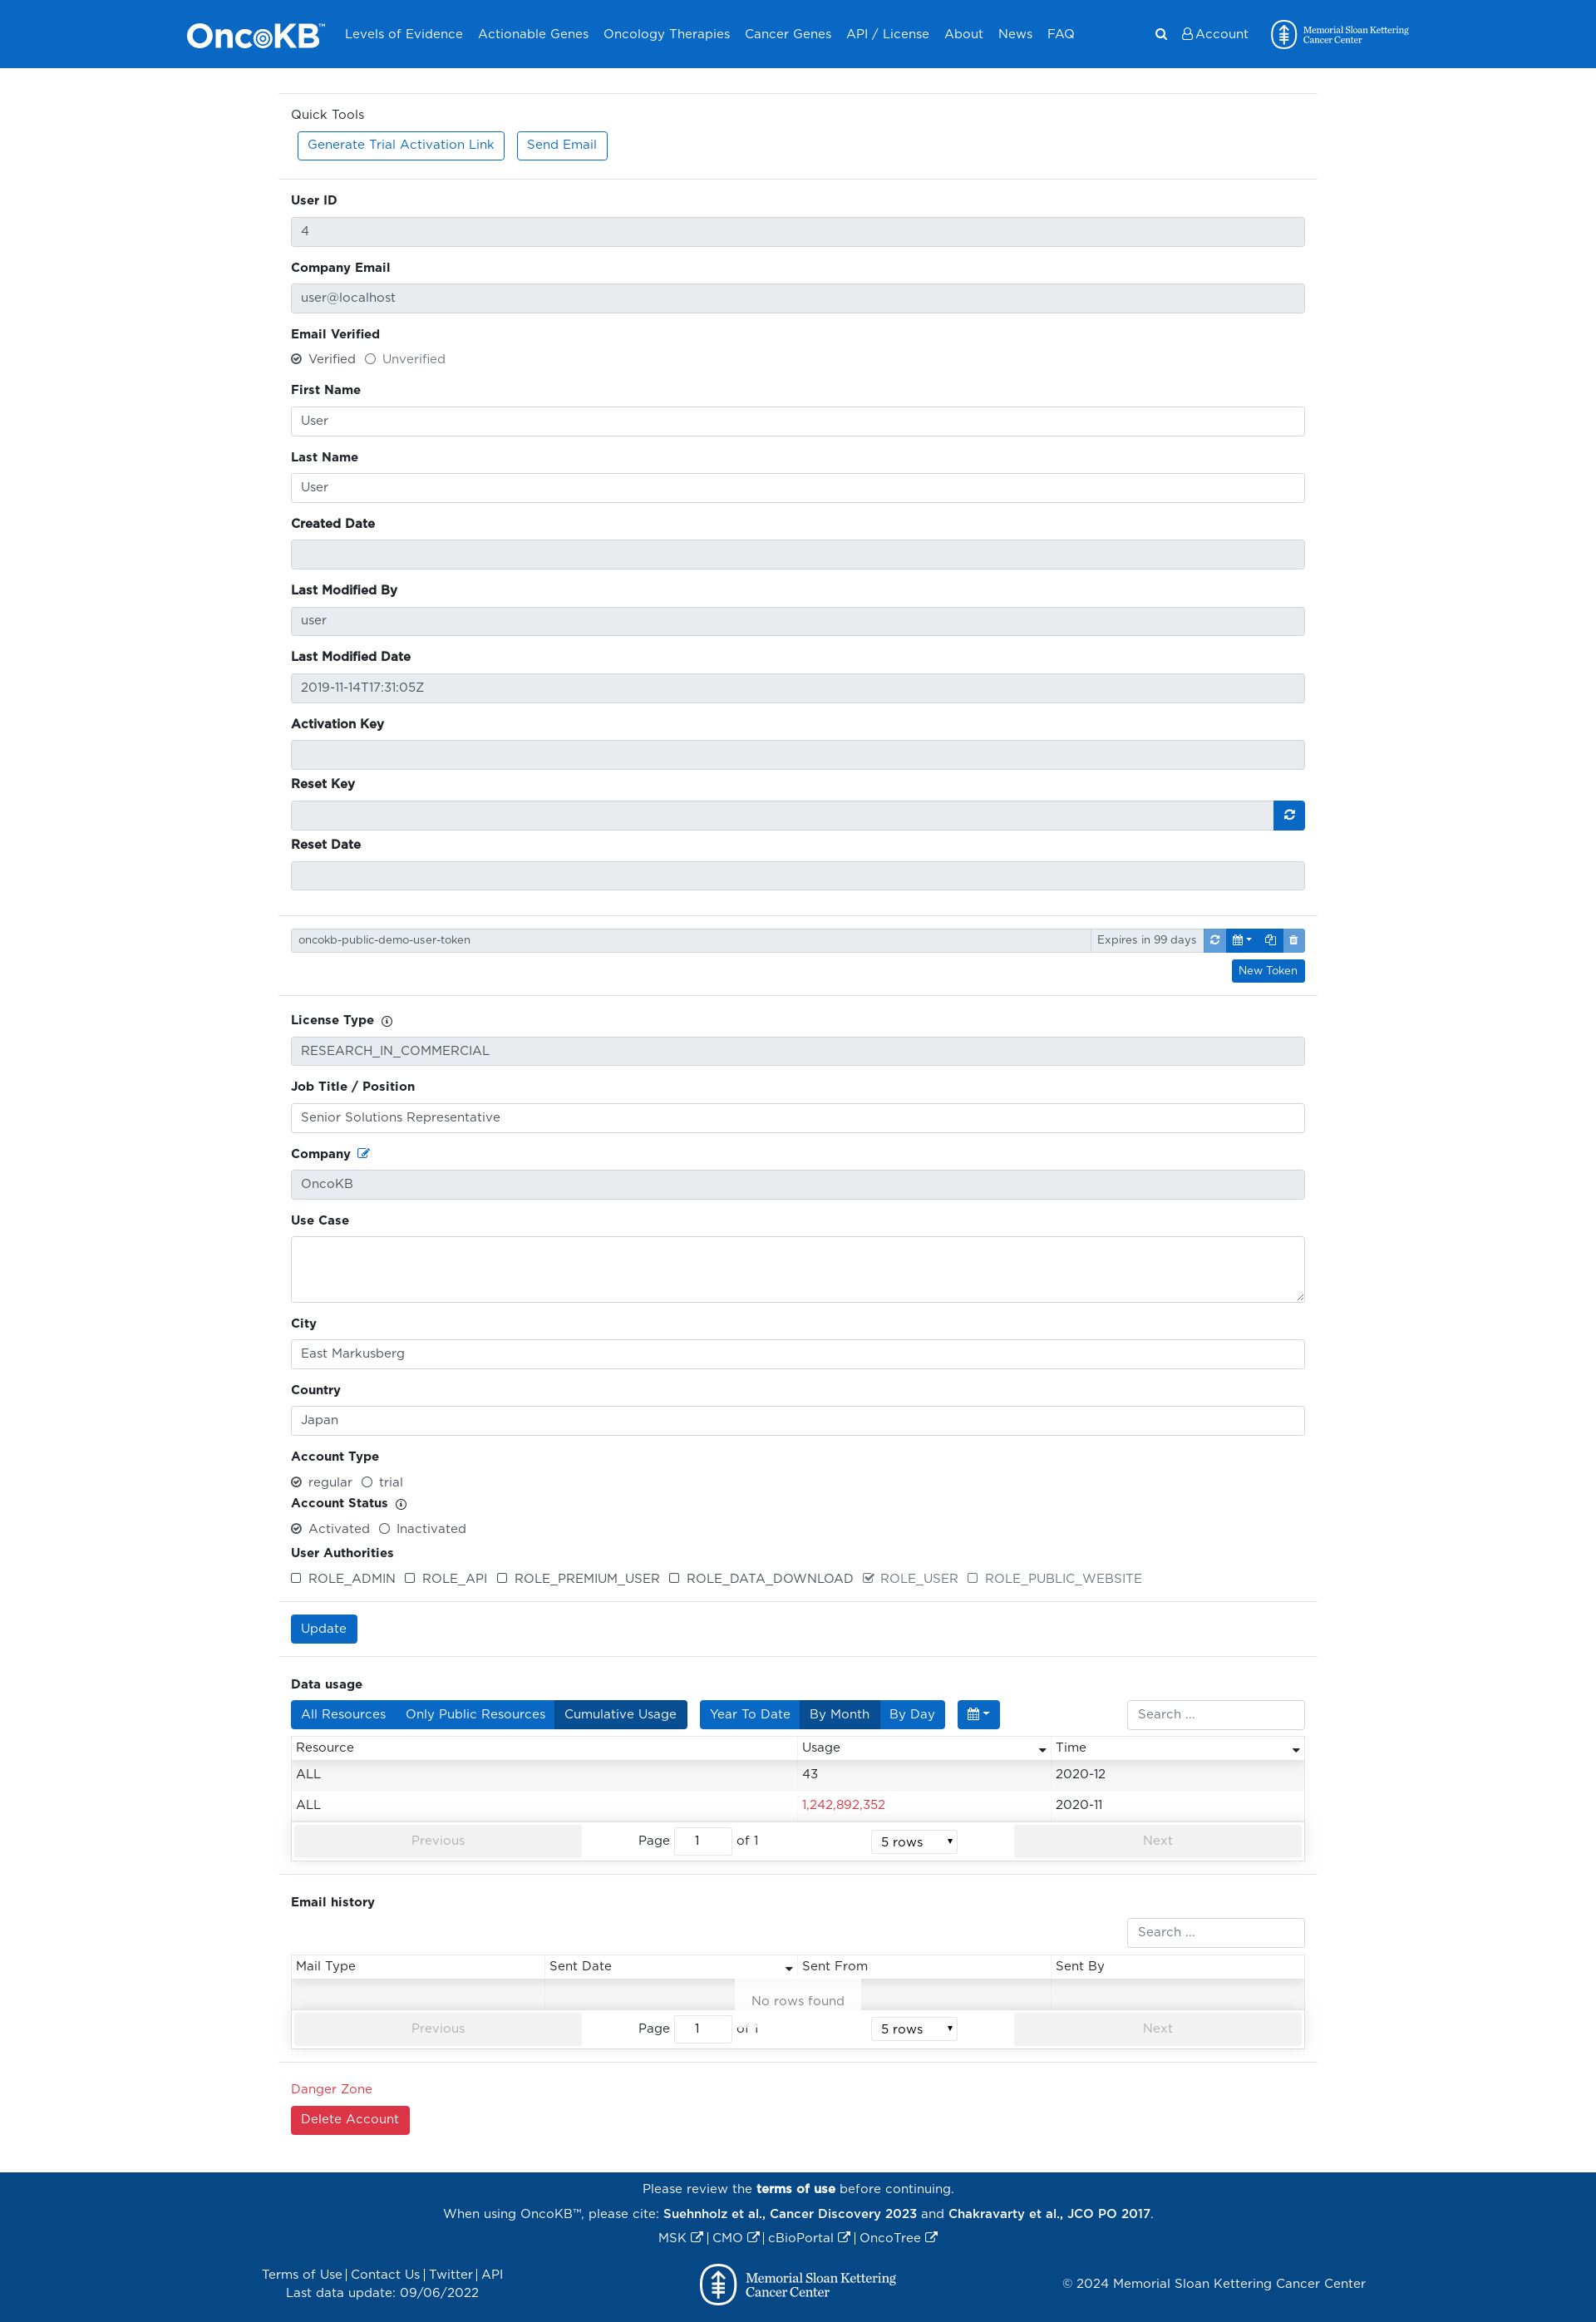 OncoKB™ Levels of Evidence Actionable Genes Oncology Therapies Cancer Genes API / License About News FAQ Account Memorial Sloan Kettering Cancer Center
Quick Tools
Generate Trial Activation Link Send Email
User ID
4
Company Email
user@localhost
Email Verified
Verified Unverified
First Name
User
Last Name
User
Created Date
Last Modified By
user
Last Modified Date
2019-11-14T17:31:05Z
Activation Key
Reset Key
Reset Date
oncokb-public-demo-user-token Expires in 99 days
New Token
License Type
RESEARCH_IN_COMMERCIAL
Job Title / Position
Senior Solutions Representative
Company
OncoKB
Use Case
City
East Markusberg
Country
Japan
Account Type
regular trial
Account Status
Activated Inactivated
User Authorities
ROLE_ADMIN ROLE_API ROLE_PREMIUM_USER ROLE_DATA_DOWNLOAD ROLE_USER ROLE_PUBLIC_WEBSITE
Update
Data usage
All Resources Only Public Resources Cumulative Usage Year To Date By Month By Day Search ...
Resource Usage Time
ALL 43 2020-12
ALL 1,242,892,352 2020-11
Previous Page 1 of 1 5 rows Next
Email history
Search ...
Mail Type Sent Date Sent From Sent By
No rows found
Previous Page 1 of 1 5 rows Next
Danger Zone
Delete Account
Please review the terms of use before continuing.
When using OncoKB™, please cite: Suehnholz et al., Cancer Discovery 2023 and Chakravarty et al., JCO PO 2017.
MSK | CMO | cBioPortal | OncoTree
Terms of Use | Contact Us | Twitter | API
Last data update: 09/06/2022
Memorial Sloan Kettering
Cancer Center
© 2024 Memorial Sloan Kettering Cancer Center